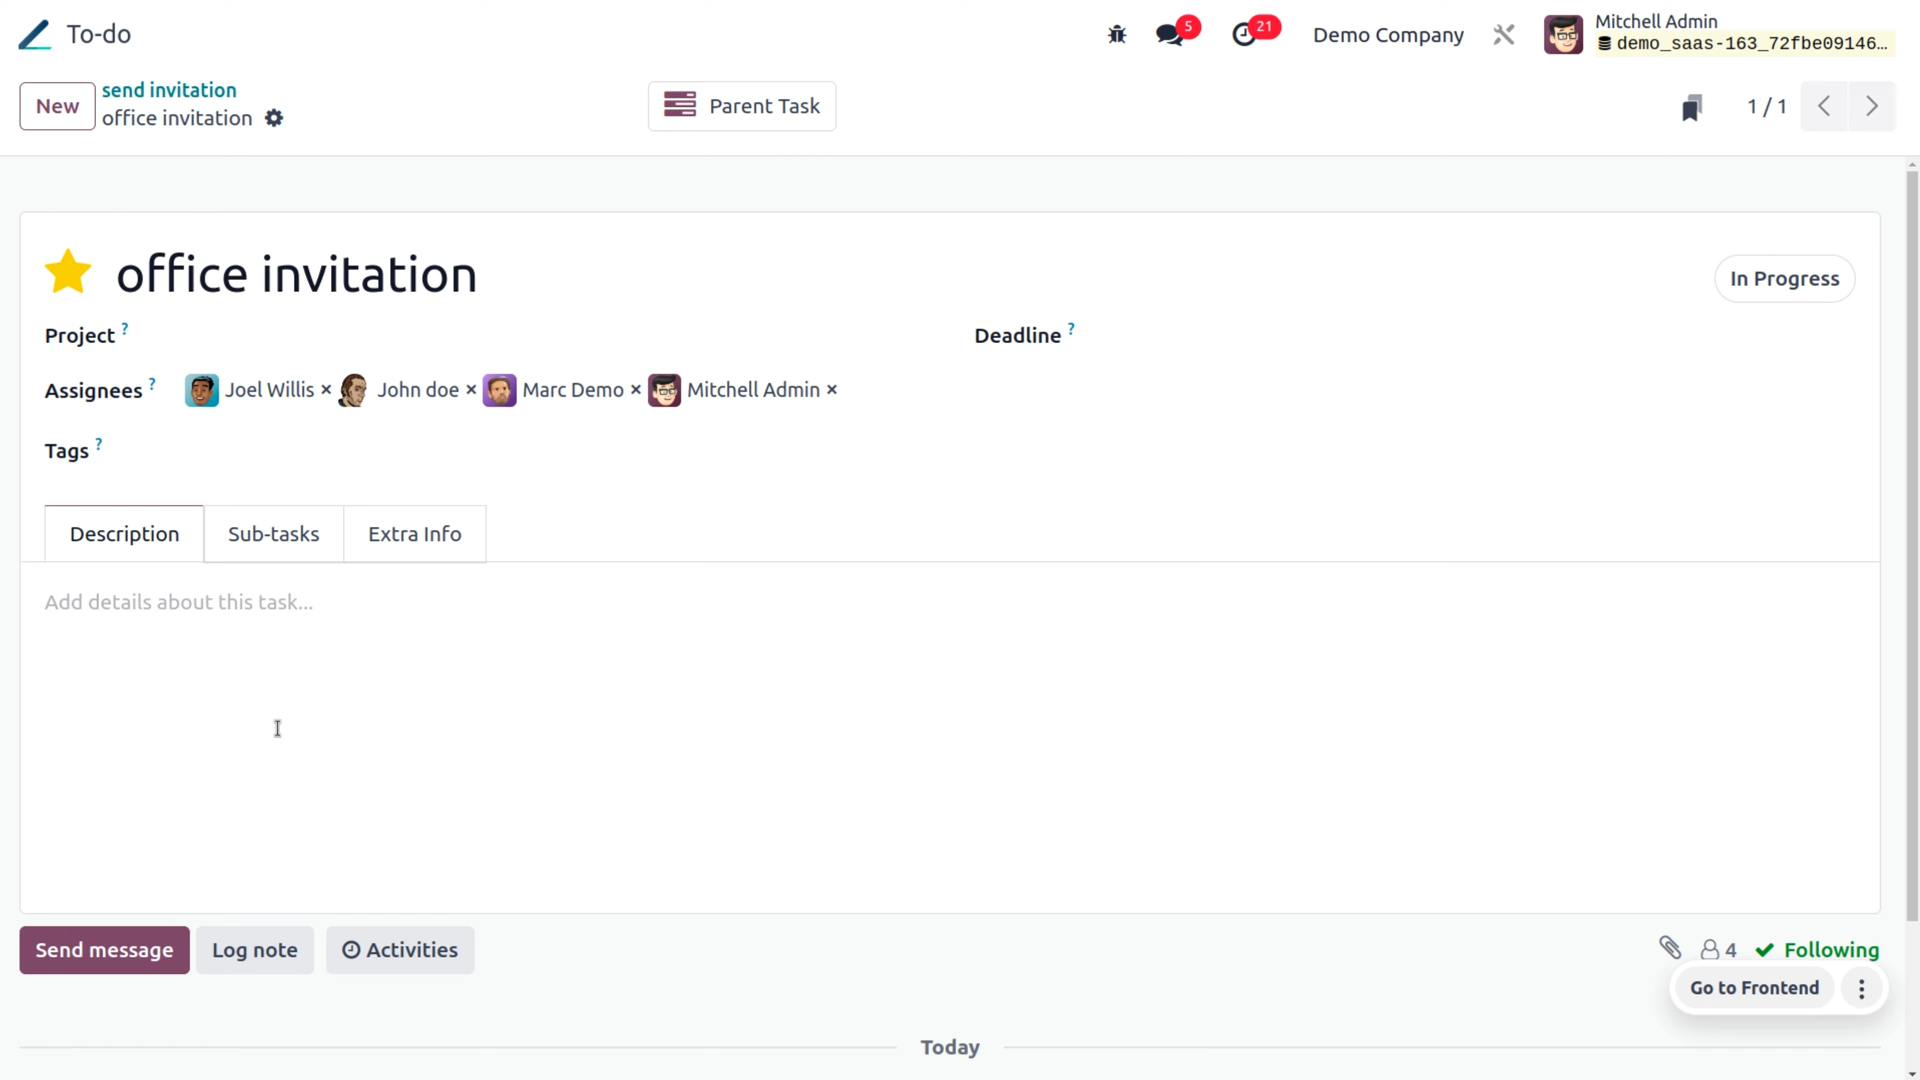 To-do
5
21
Demo Company
Mitchell Admin
demo_saas-163_72fbe09146...
New
send invitation
office invitation
Parent Task
1 / 1
office invitation
In Progress
Project ?
Deadline ?
Assignees ?
Joel Willis × John doe × Marc Demo × Mitchell Admin ×
Tags ?
Description
Sub-tasks
Extra Info
Add details about this task...
Send message
Log note
Activities
4
Following
Go to Frontend
Today